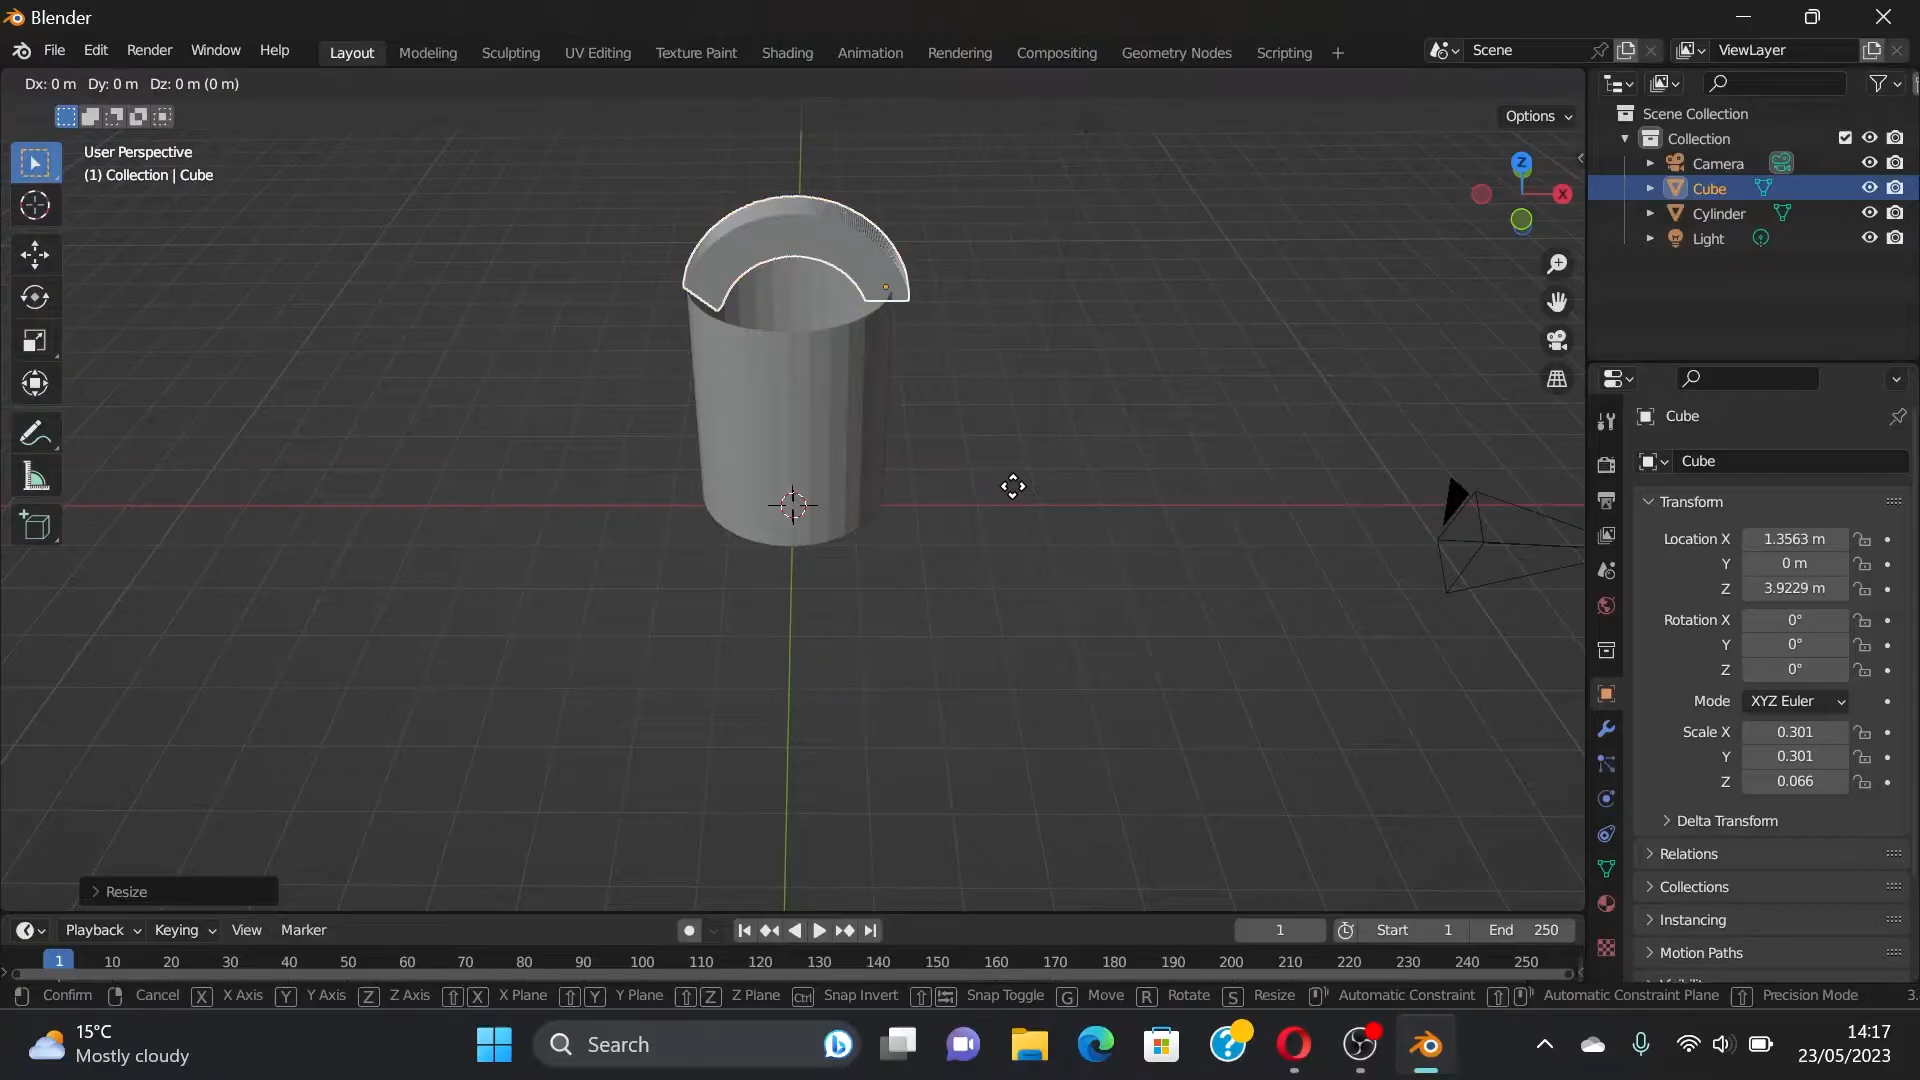 Blender
File Edit Render Window Help Layout Modeling Sculpting UV Editing Texture Paint Shading Animation Rendering Compositing Geometry Nodes Scripting + Scene ViewLayer
Dx: 0 m Dy: 0 m Dz: 0 m (0 m)
Options
User Perspective
(1) Collection | Cube
Z
X
Scene Collection
Collection
Camera
Cube
Cylinder
Light
Cube
Cube
Transform
Location X 1.3563 m
Y 0 m
Z 3.9229 m
Rotation X 0°
Y 0°
Z 0°
Mode XYZ Euler
Scale X 0.301
Y 0.301
Z 0.066
Delta Transform
Relations
Collections
Instancing
Motion Paths
Resize
Playback Keying View Marker 1 Start 1 End 250
1 10 20 30 40 50 60 70 80 90 100 110 120 130 140 150 160 170 180 190 200 210 220 230 240 250
Confirm Cancel X X Axis Y Y Axis Z Z Axis X X Plane Y Y Plane Z Z Plane Ctrl Snap Invert Snap Toggle G Move R Rotate S Resize Automatic Constraint Automatic Constraint Plane Precision Mode 3.
15°C
Mostly cloudy
Search
14:17
23/05/2023